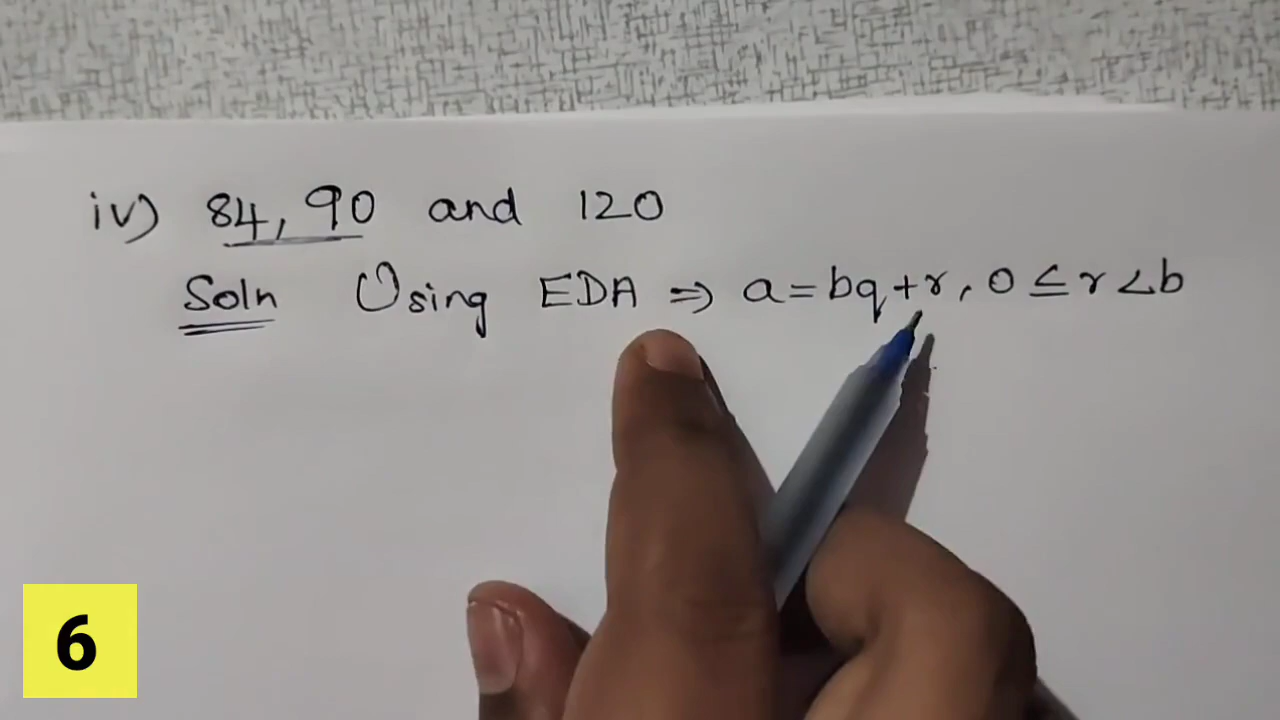 iv) 84, 90 and 120
Soln Using EDA ⇒ a = bq + r, 0 ≤ r < b
6